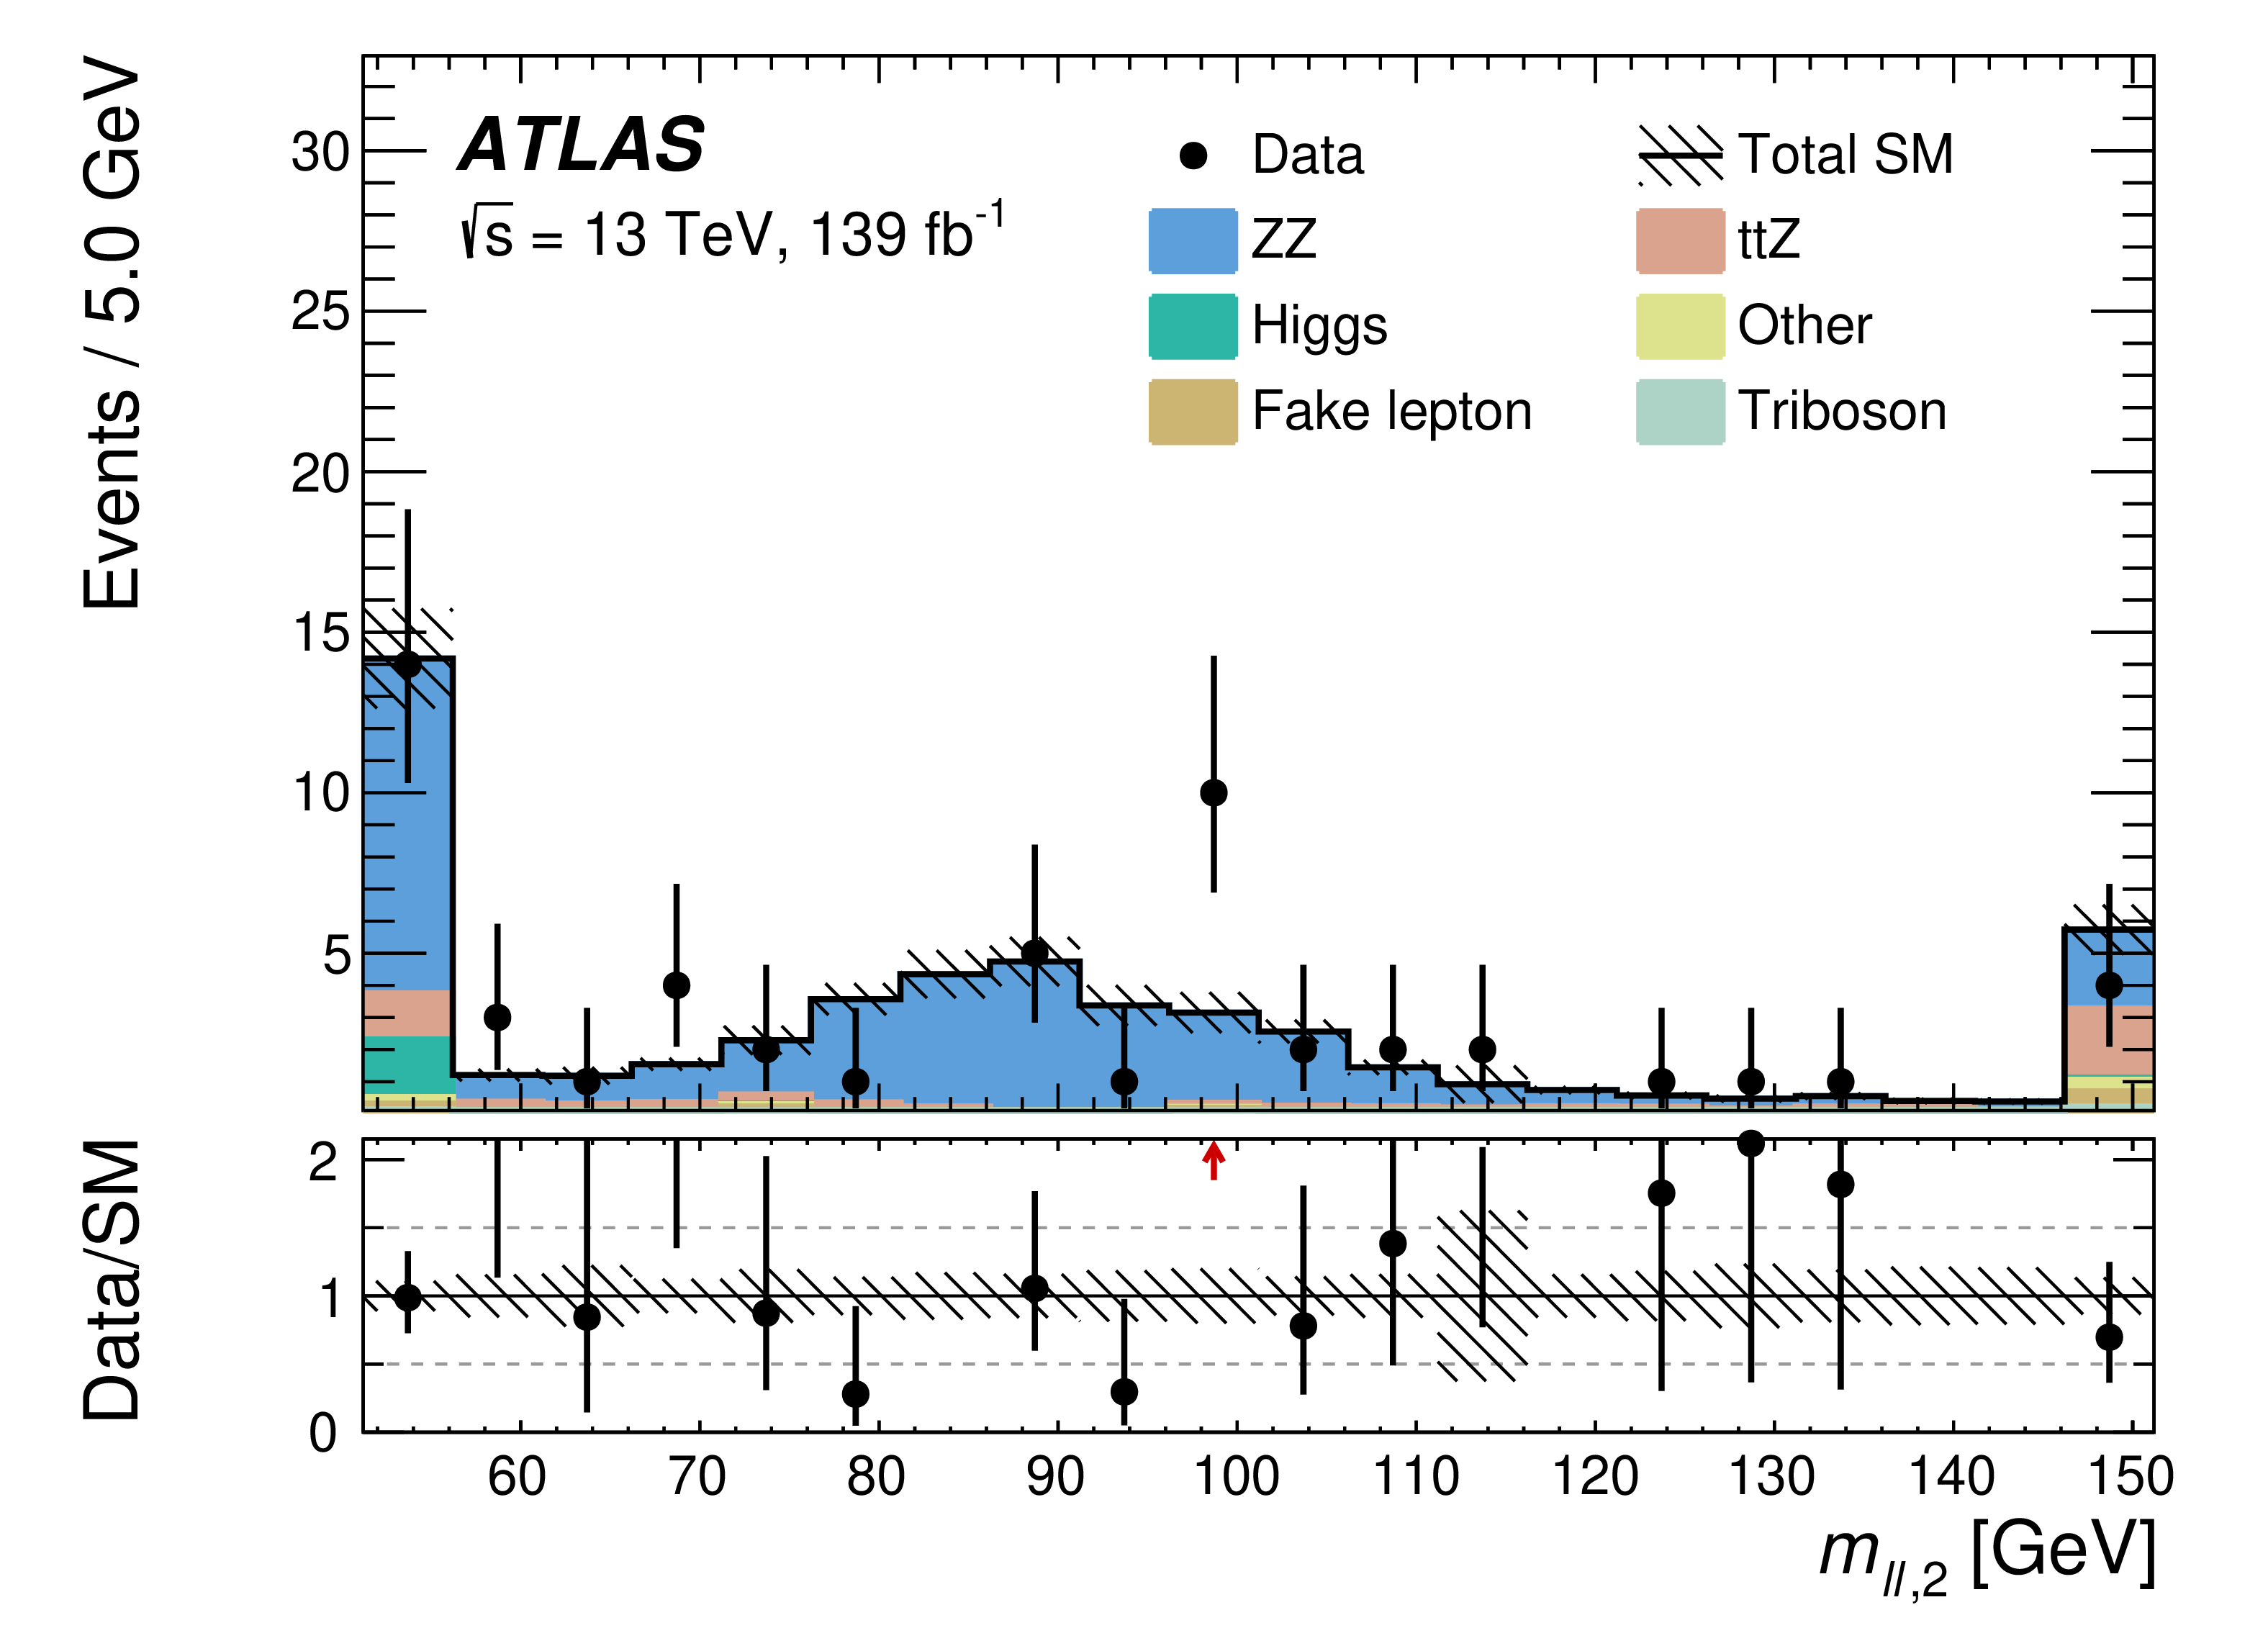 Events / 5.0 GeV
30
25
20
15
10
5
ATLAS
√s = 13 TeV, 139 fb⁻¹
Data
Total SM
ZZ
ttZ
Higgs
Other
Fake lepton
Triboson
Data/SM
2
1
0
60 70 80 90 100 110 120 130 140 150
m_ll,2 [GeV]